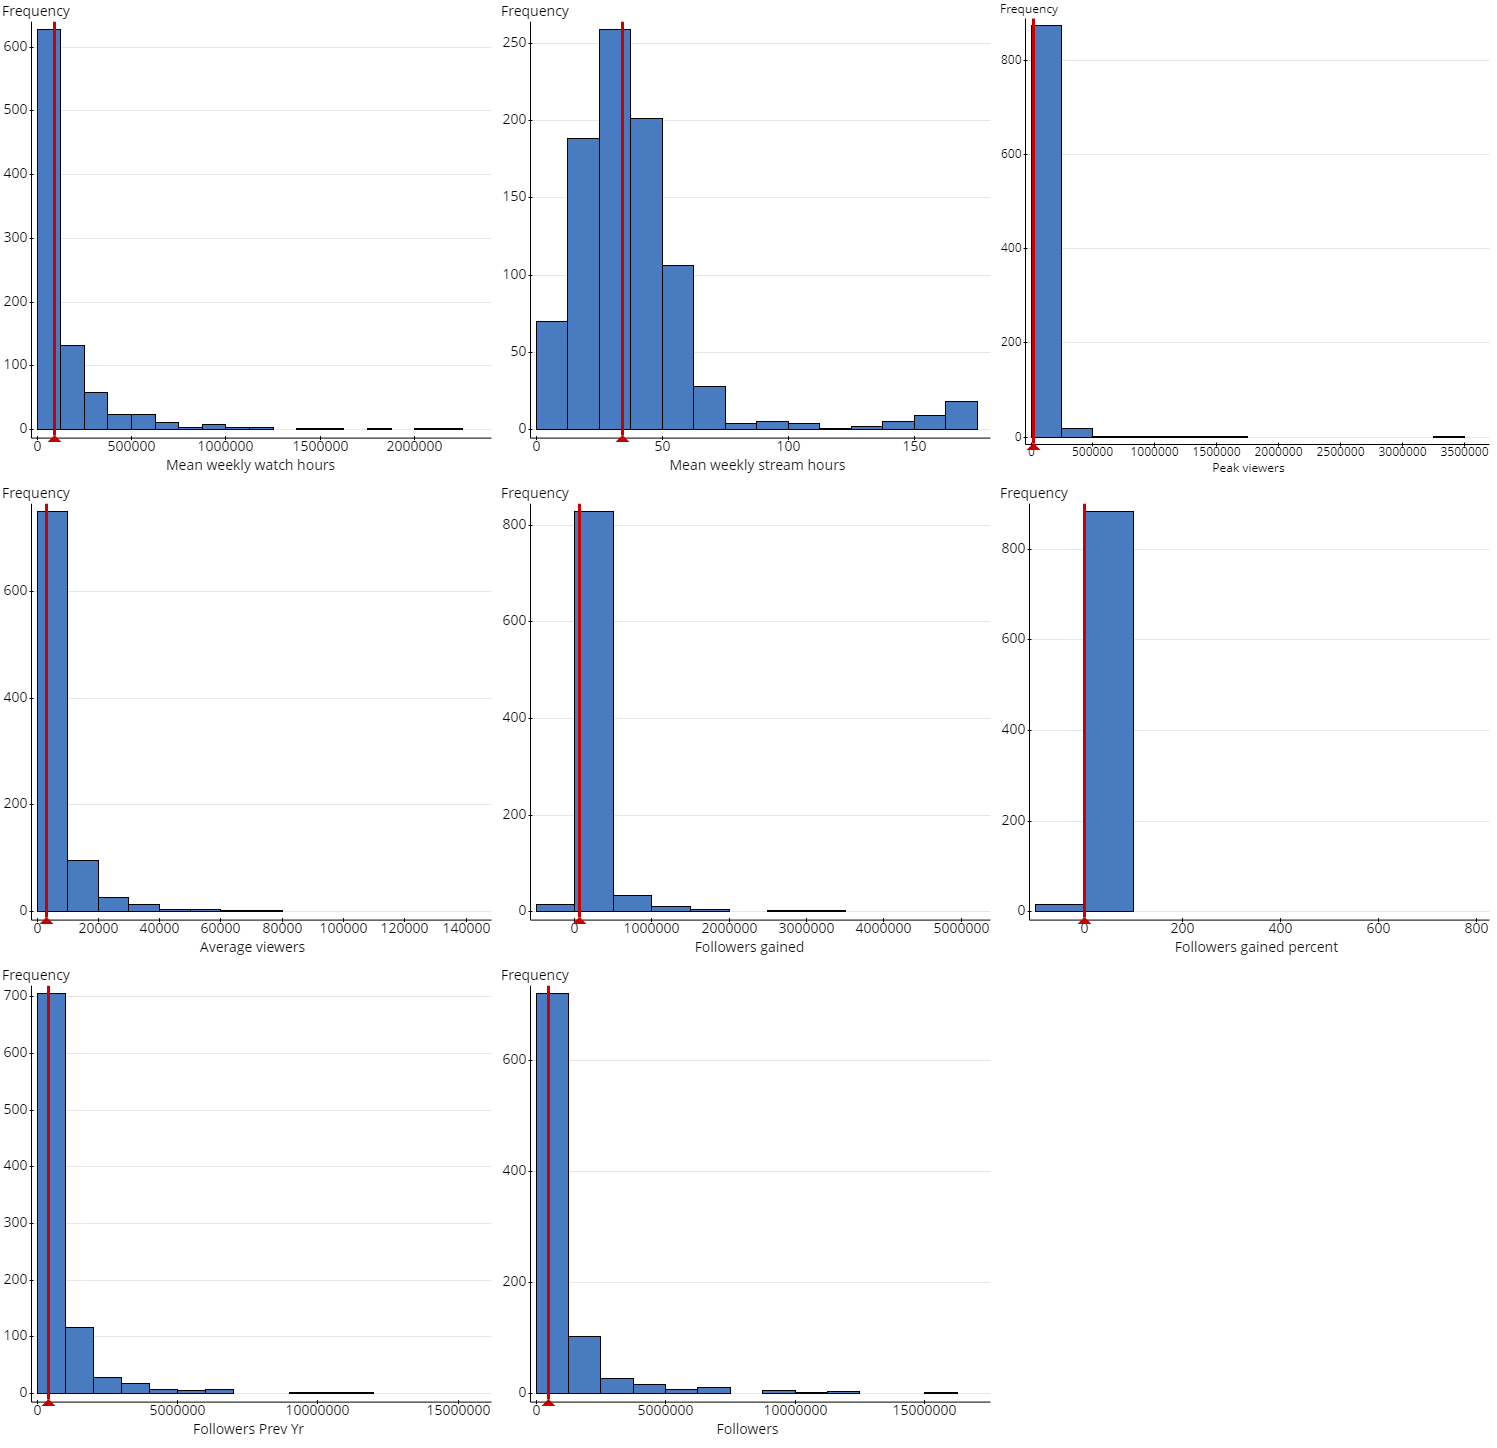 Frequency
600
500
400
300
200
100
0
0 500000 1000000 1500000 2000000
Mean weekly watch hours
Frequency
250
200
150
100
50
0
0 50 100 150
Mean weekly stream hours
Frequency
800
600
400
200
0
0 500000 1000000 1500000 2000000 2500000 3000000 3500000
Peak viewers
Frequency
600
400
200
0
0 20000 40000 60000 80000 100000 120000 140000
Average viewers
Frequency
800
600
400
200
0
0 1000000 2000000 3000000 4000000 5000000
Followers gained
Frequency
800
600
400
200
0
0 200 400 600 800
Followers gained percent
Frequency
700
600
500
400
300
200
100
0
0 5000000 10000000 15000000
Followers Prev Yr
Frequency
600
400
200
0
0 5000000 10000000 15000000
Followers